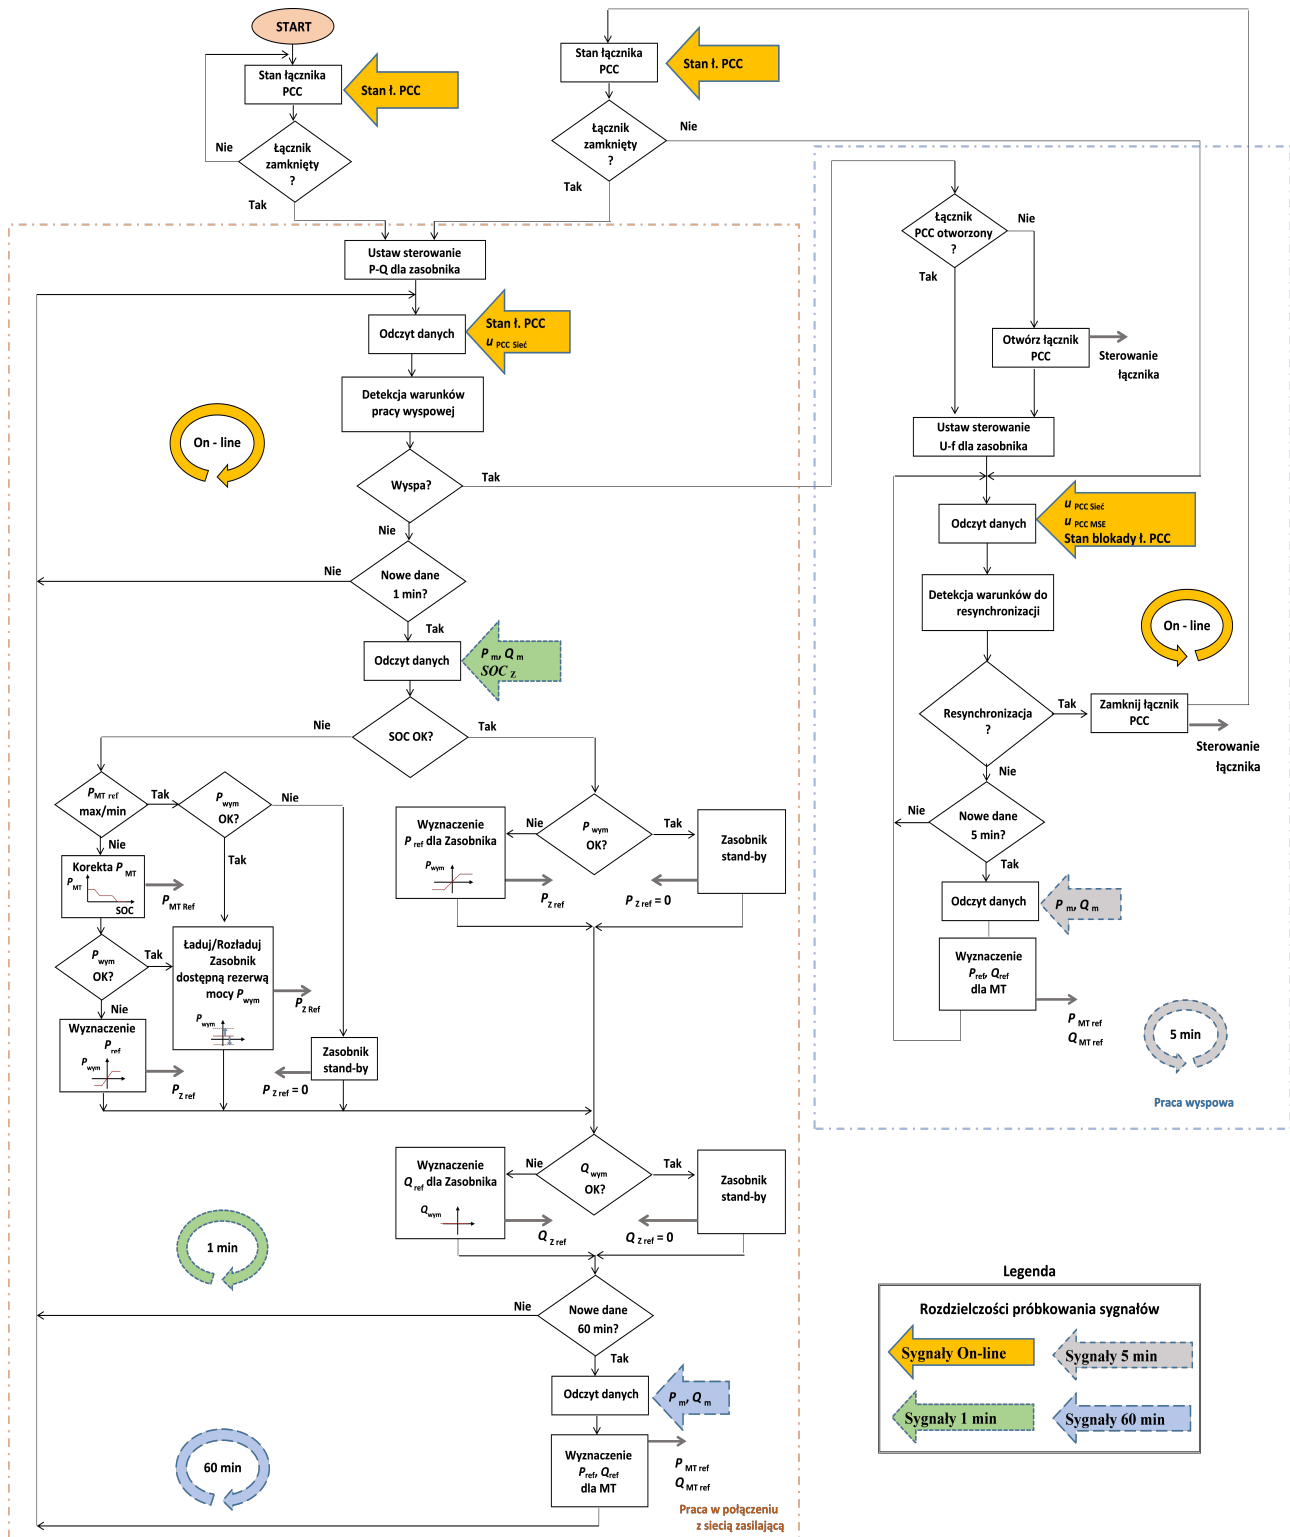 START
Stan łącznika
PCC
Stan ł. PCC
Nie
Łącznik
zamknięty
?
Tak
Stan łącznika
PCC
Stan ł. PCC
Łącznik
zamknięty
?
Nie
Tak
Ustaw sterowanie
P-Q dla zasobnika
Odczyt danych
Stan ł. PCC
u PCC Sieć
Detekcja warunków
pracy wyspowej
On - line
Wyspa?
Tak
Nie
Nowe dane
1 min?
Nie
Tak
Odczyt danych
P m, Q m
SOC Z
SOC OK?
Nie
Tak
P MT ref
max/min
Tak
P wym
OK?
Nie
Nie
Tak
Korekta P MT
P MT
SOC
P MT Ref
P wym
OK?
Tak
Nie
Ładuj/Rozładuj
Zasobnik
dostępną rezerwą
mocy P wym
P wym
P Z Ref
Wyznaczenie
P ref
P wym
P Z ref
Zasobnik
stand-by
P Z ref = 0
Wyznaczenie
P ref dla Zasobnika
P wym
Nie
P wym
OK?
Tak
Zasobnik
stand-by
P Z ref
P Z ref = 0
Wyznaczenie
Q ref dla Zasobnika
Q wym
Nie
Q wym
OK?
Tak
Zasobnik
stand-by
Q Z ref
Q Z ref = 0
1 min
Nowe dane
60 min?
Nie
Tak
Odczyt danych
P m, Q m
60 min
Wyznaczenie
P ref, Q ref
dla MT
P MT ref
Q MT ref
Praca w połączeniu
z siecią zasilającą
Łącznik
PCC otworzony
?
Nie
Tak
Otwórz łącznik
PCC
Sterowanie
łącznika
Ustaw sterowanie
U-f dla zasobnika
Odczyt danych
u PCC Sieć
u PCC MSE
Stan blokady ł. PCC
Detekcja warunków do
resynchronizacji
On - line
Resynchronizacja
?
Tak
Zamknij łącznik
PCC
Sterowanie
łącznika
Nie
Nowe dane
5 min?
Nie
Tak
Odczyt danych
P m, Q m
Wyznaczenie
P ref, Q ref
dla MT
P MT ref
Q MT ref
5 min
Praca wyspowa
Legenda
Rozdzielczości próbkowania sygnałów
Sygnały On-line
Sygnały 5 min
Sygnały 1 min
Sygnały 60 min